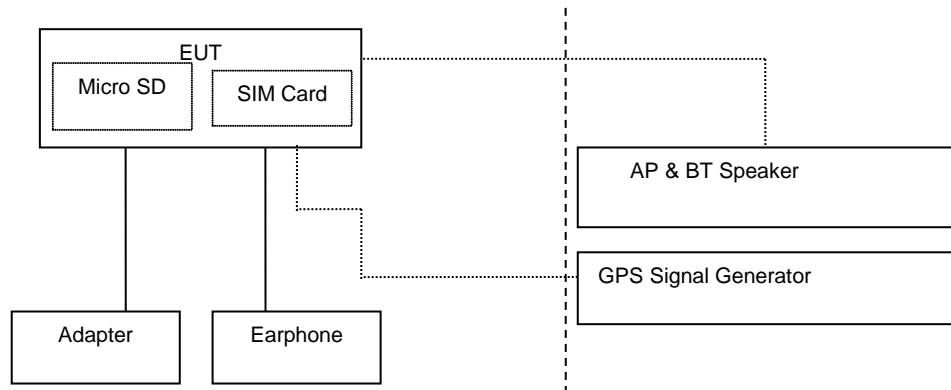 EUT
Micro SD
SIM Card
AP & BT Speaker
GPS Signal Generator
Adapter
Earphone